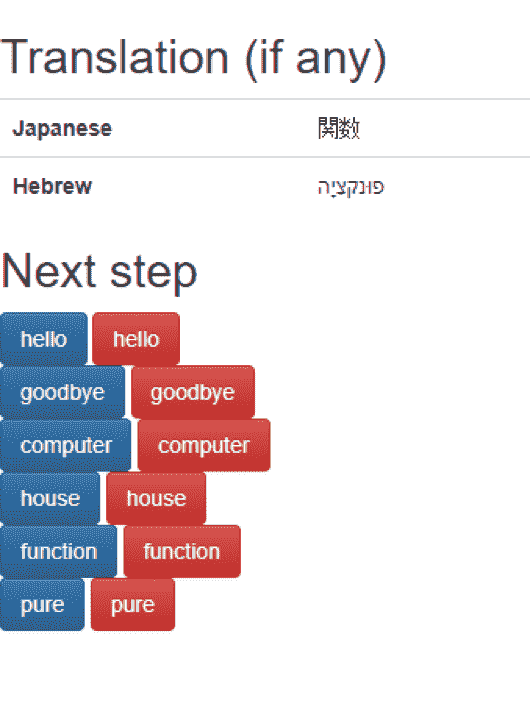 Translation (if any)
Japanese 関数
Hebrew פוּנקצִיָה
Next step
hello hello
goodbye goodbye
computer computer
house house
function function
pure pure